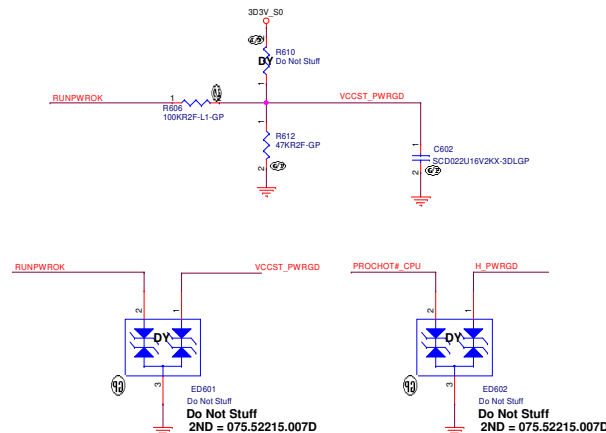 3D3V_S0
R610
DY Do Not Stuff
1
RUNPWROK
1
VCCST_PWRGD
R606
100KR2F-L1-GP
1
R612
47KR2F-GP
2
1
C602
SCD022U16V2KX-3DLGP
2
RUNPWROK
VCCST_PWRGD
PROCHOT#_CPU
H_PWRGD
2
1
2
1
DY
DY
3
3
ED601
ED602
Do Not Stuff
Do Not Stuff
Do Not Stuff
Do Not Stuff
2ND = 075.52215.007D
2ND = 075.52215.007D